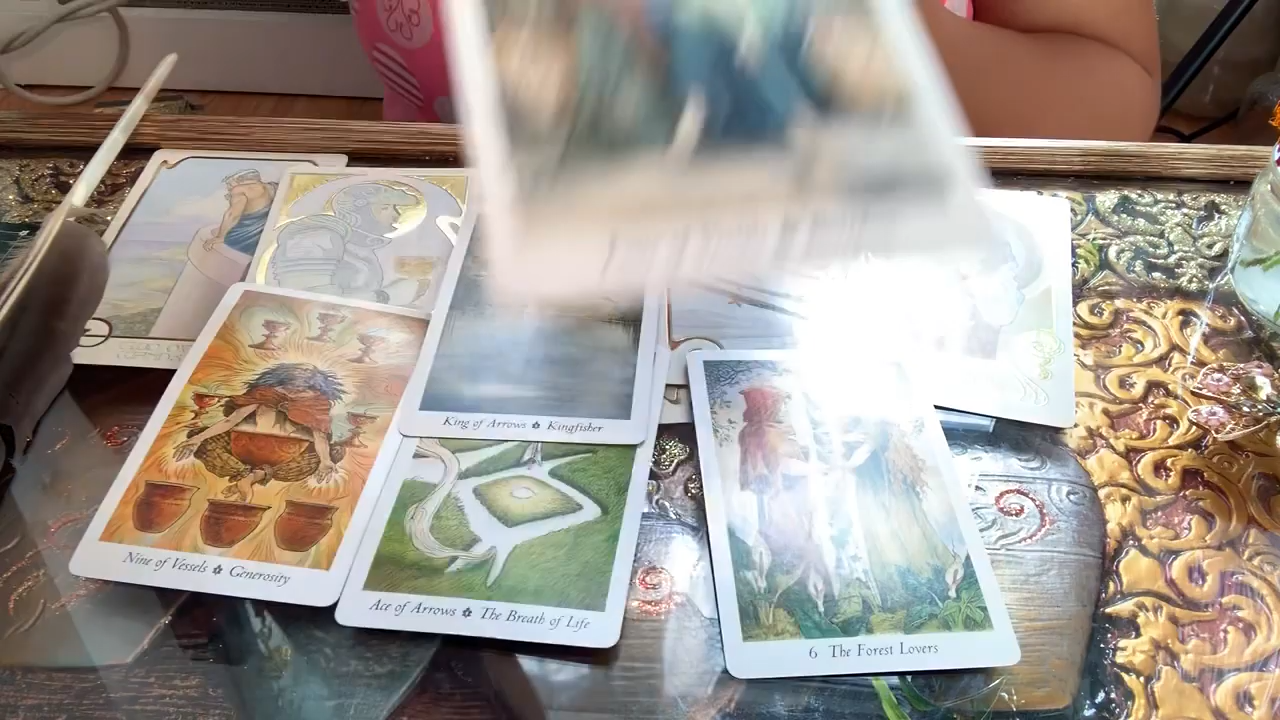 King of Arrows ✽ Kingfisher
Nine of Vessels ✽ Generosity
Ace of Arrows ✽ The Breath of Life
6 The Forest Lovers